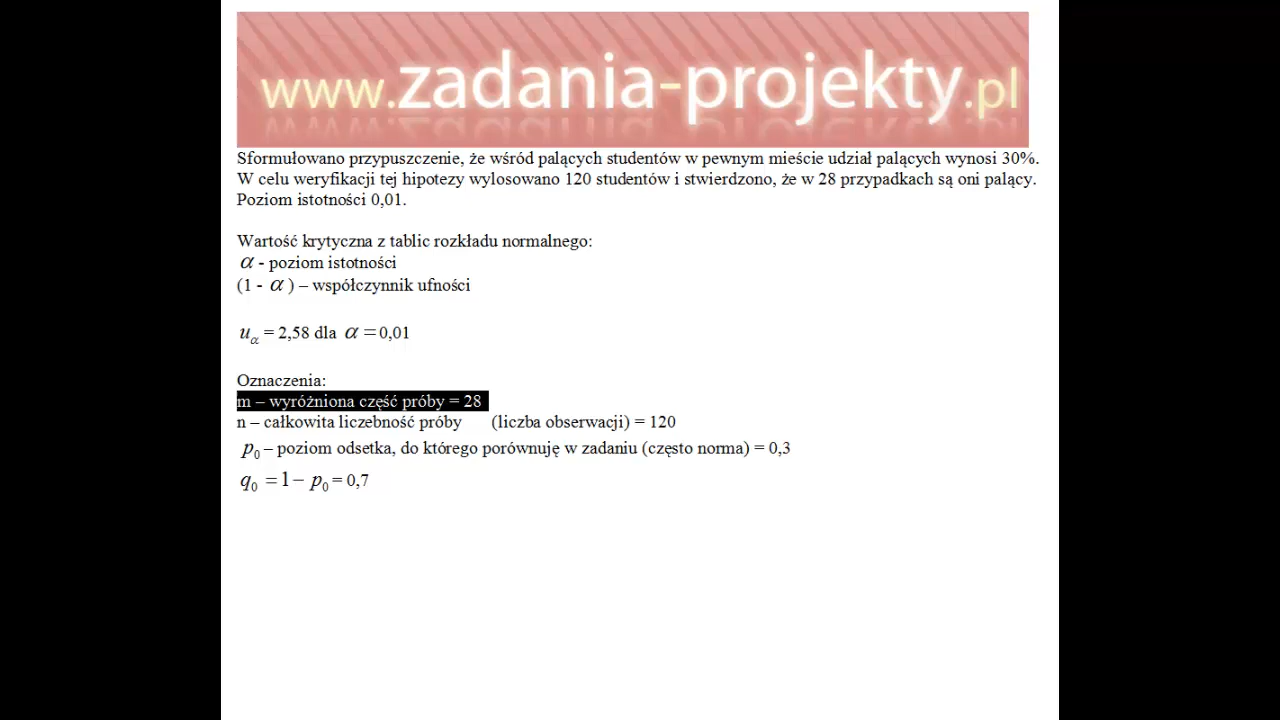 www.zadania-projekty.pl
Sformułowano przypuszczenie, że wśród palących studentów w pewnym mieście udział palących wynosi 30%.
W celu weryfikacji tej hipotezy wylosowano 120 studentów i stwierdzono, że w 28 przypadkach są oni palący.
Poziom istotności 0,01.
Wartość krytyczna z tablic rozkładu normalnego:
α - poziom istotności
(1 - α ) – współczynnik ufności
uα = 2,58 dla α = 0,01
Oznaczenia:
m – wyróżniona część próby = 28
n – całkowita liczebność próby (liczba obserwacji) = 120
p0 – poziom odsetka, do którego porównuję w zadaniu (często norma) = 0,3
q0 = 1 − p0 = 0,7